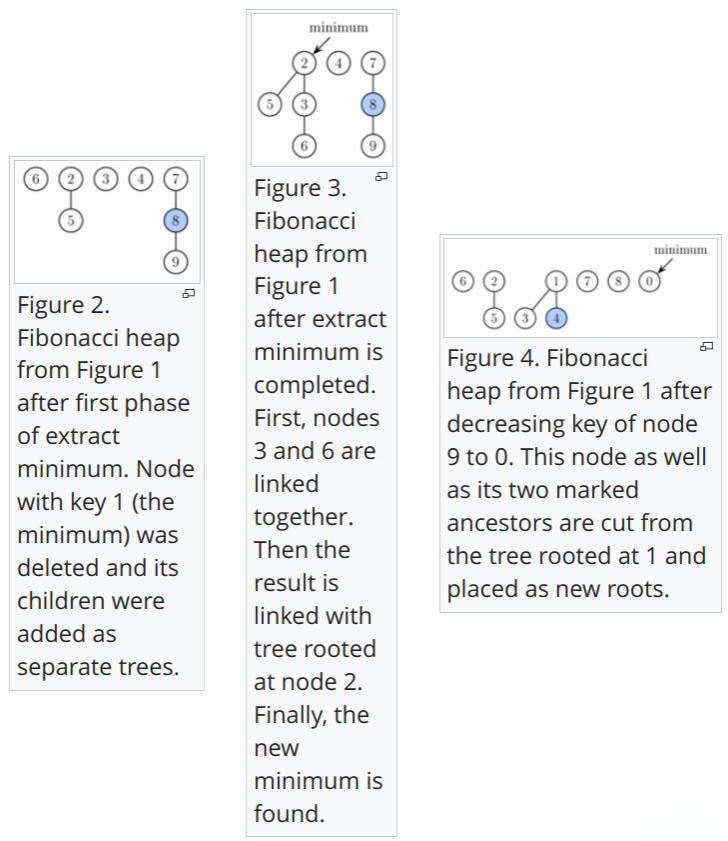 6 2 3 4 7
5 8
9
Figure 2.
Fibonacci heap
from Figure 1
after first phase
of extract
minimum. Node
with key 1 (the
minimum) was
deleted and its
children were
added as
separate trees.
minimum
2 4 7
5 3 8
6 9
Figure 3.
Fibonacci
heap from
Figure 1
after extract
minimum is
completed.
First, nodes
3 and 6 are
linked
together.
Then the
result is
linked with
tree rooted
at node 2.
Finally, the
new
minimum is
found.
minimum
6 2 1 7 8 0
5 3 4
Figure 4. Fibonacci
heap from Figure 1 after
decreasing key of node
9 to 0. This node as well
as its two marked
ancestors are cut from
the tree rooted at 1 and
placed as new roots.